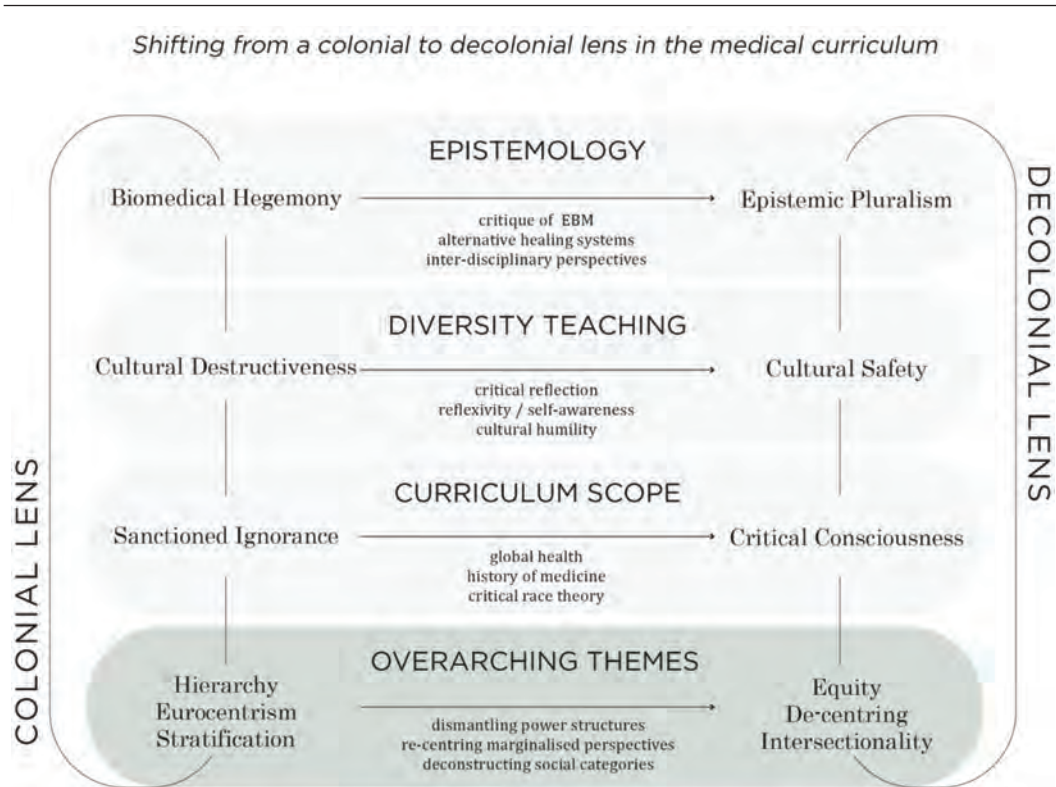 Shifting from a colonial to decolonial lens in the medical curriculum
EPISTEMOLOGY
Biomedical Hegemony
Epistemic Pluralism
critique of EBM
alternative healing systems
inter-disciplinary perspectives
DIVERSITY TEACHING
Cultural Destructiveness
Cultural Safety
critical reflection
reflexivity / self-awareness
cultural humility
CURRICULUM SCOPE
Sanctioned Ignorance
Critical Consciousness
global health
history of medicine
critical race theory
OVERARCHING THEMES
Hierarchy
Eurocentrism
Stratification
dismantling power structures
re-centring marginalised perspectives
deconstructing social categories
Equity
De-centring
Intersectionality
COLONIAL LENS
DECOLONIAL LENS